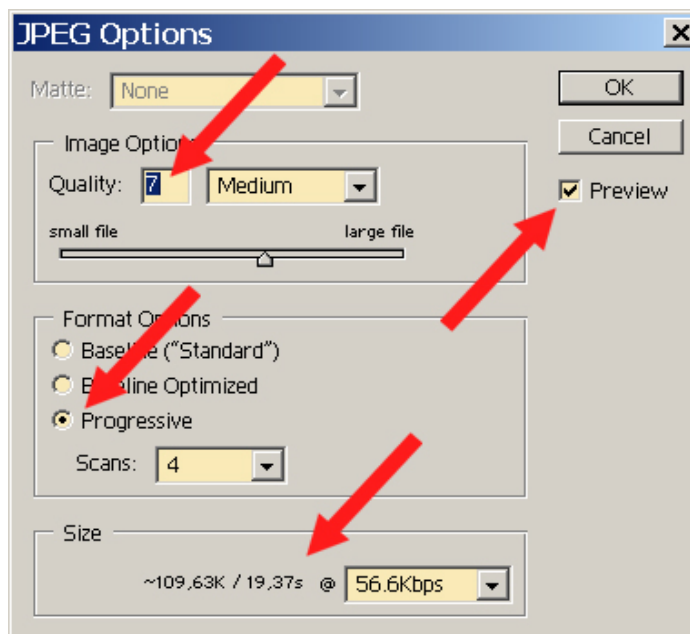 JPEG Options
Matte: None
OK
Cancel
Preview
Image Options
Quality: 7 Medium
small file large file
Format Options
Baseline ("Standard")
Baseline Optimized
Progressive
Scans: 4
Size
~109,63K / 19,37s @ 56.6Kbps